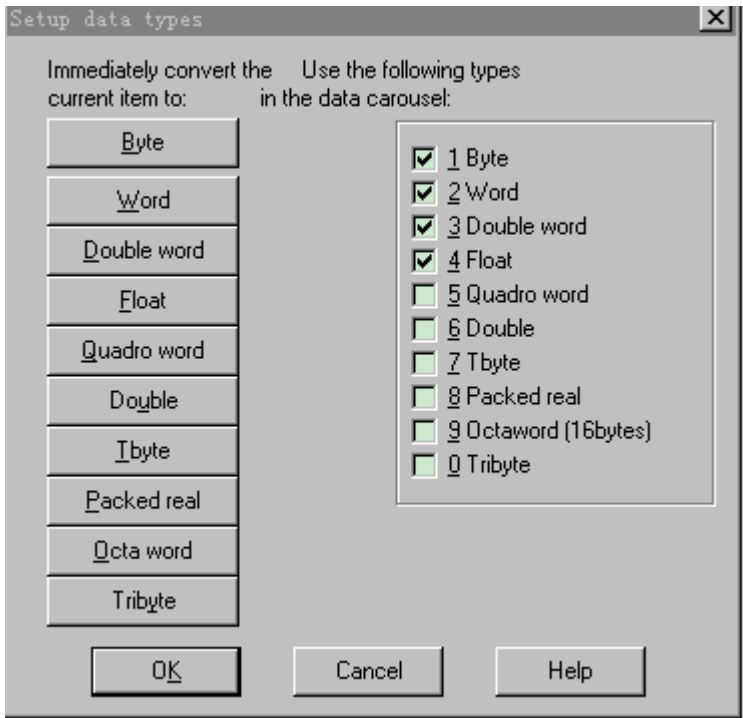 Setup data types
Immediately convert the
current item to:
Use the following types
in the data carousel:
Byte
Word
Double word
Float
Quadro word
Double
Tbyte
Packed real
Octa word
Tribyte
1 Byte
2 Word
3 Double word
4 Float
5 Quadro word
6 Double
7 Tbyte
8 Packed real
9 Octaword (16bytes)
0 Tribyte
OK
Cancel
Help